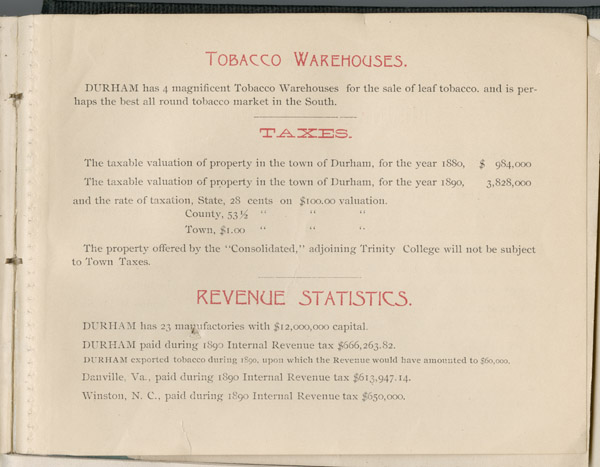 TOBACCO WAREHOUSES.
DURHAM has 4 magnificent Tobacco Warehouses for the sale of leaf tobacco. and is per-
haps the best all round tobacco market in the South.
TAXES.
The taxable valuation of property in the town of Durham, for the year 1880, $ 984,000
The taxable valuation of property in the town of Durham, for the year 1890, 3,828,000
and the rate of taxation, State, 28 cents on $100.00 valuation.
County, 53½ " " "
Town, $1.00 " " "
The property offered by the "Consolidated," adjoining Trinity College will not be subject
to Town Taxes.
REVENUE STATISTICS.
DURHAM has 23 manufactories with $12,000,000 capital.
DURHAM paid during 1890 Internal Revenue tax $666,263.82.
DURHAM exported tobacco during 1890, upon which the Revenue would have amounted to $60,000.
Danville, Va., paid during 1890 Internal Revenue tax $613,947.14.
Winston, N. C., paid during 1890 Internal Revenue tax $650,000.